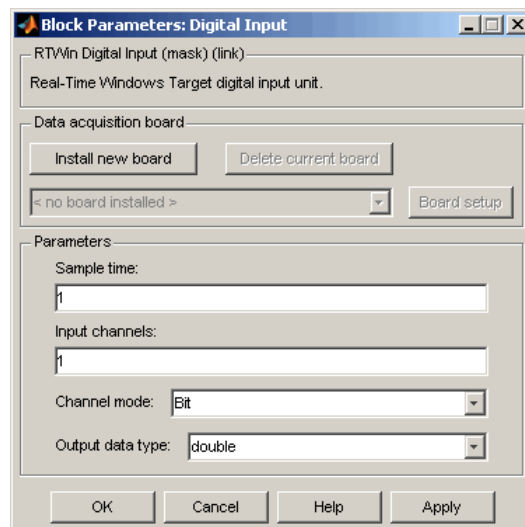 Block Parameters: Digital Input
RTWin Digital Input (mask) (link)
Real-Time Windows Target digital input unit.
Data acquisition board
Install new board
Delete current board
< no board installed >
Board setup
Parameters
Sample time:
1
Input channels:
1
Channel mode: Bit
Output data type: double
OK Cancel Help Apply